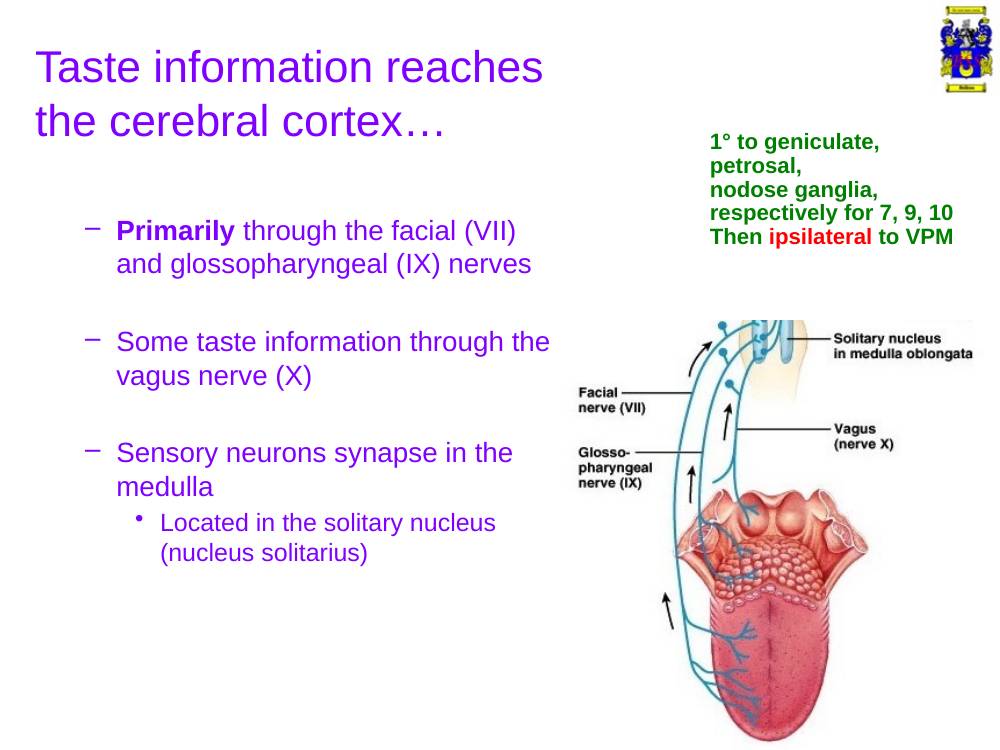 Taste information reaches
the cerebral cortex…
1° to geniculate,
petrosal,
nodose ganglia,
respectively for 7, 9, 10
Then ipsilateral to VPM
– Primarily through the facial (VII)
and glossopharyngeal (IX) nerves
– Some taste information through the
vagus nerve (X)
– Sensory neurons synapse in the
medulla
• Located in the solitary nucleus
(nucleus solitarius)
Solitary nucleus
in medulla oblongata
Facial
nerve (VII)
Vagus
(nerve X)
Glosso-
pharyngeal
nerve (IX)